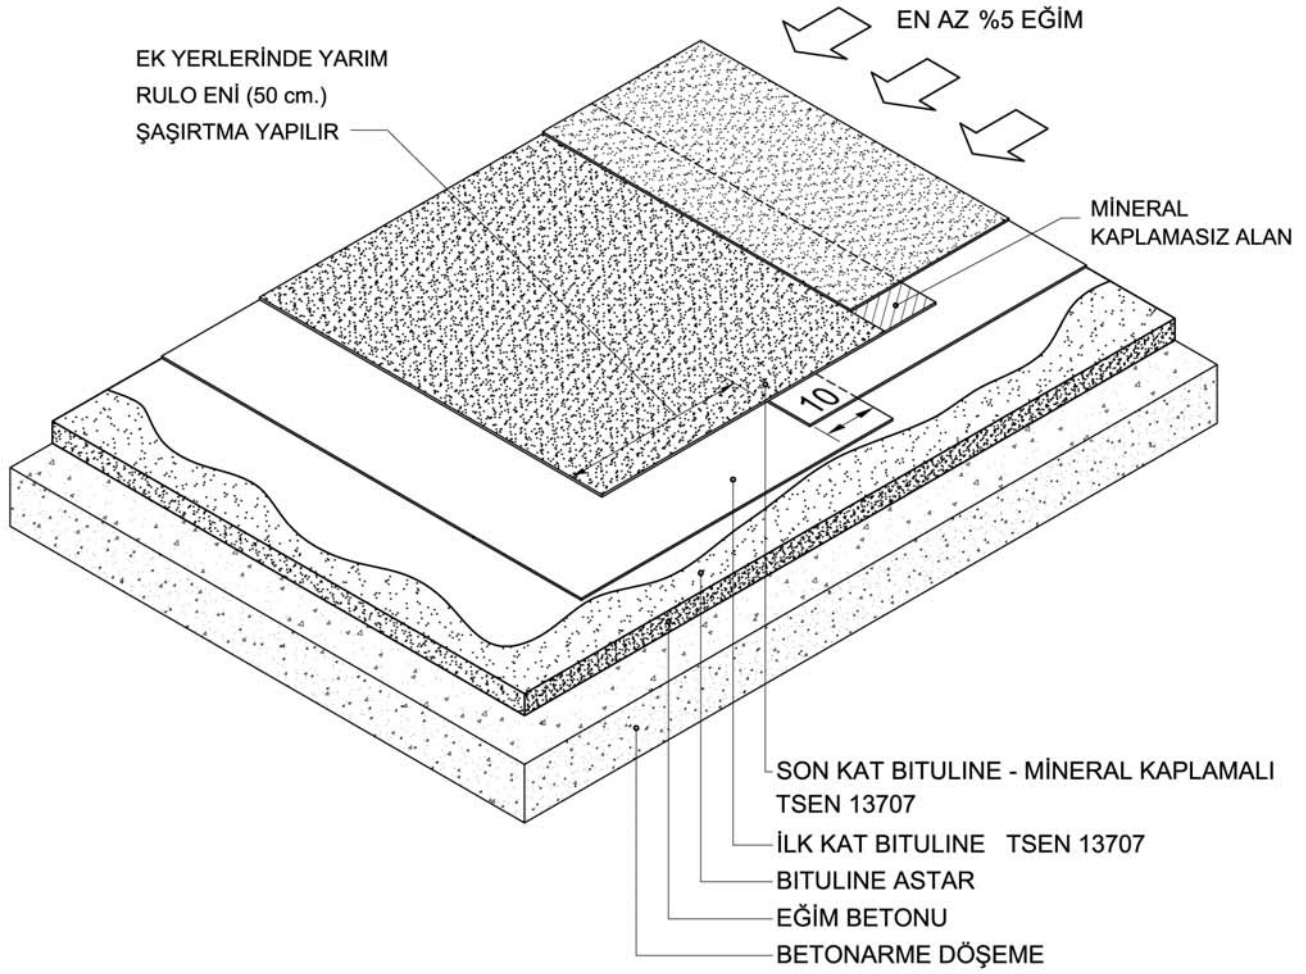 EN AZ %5 EĞİM
EK YERLERİNDE YARIM
RULO ENİ (50 cm.)
ŞAŞIRTMA YAPILIR
MİNERAL
KAPLAMASIZ ALAN
10
SON KAT BITULINE - MİNERAL KAPLAMALI
TSEN 13707
İLK KAT BITULINE TSEN 13707
BITULINE ASTAR
EĞİM BETONU
BETONARME DÖŞEME